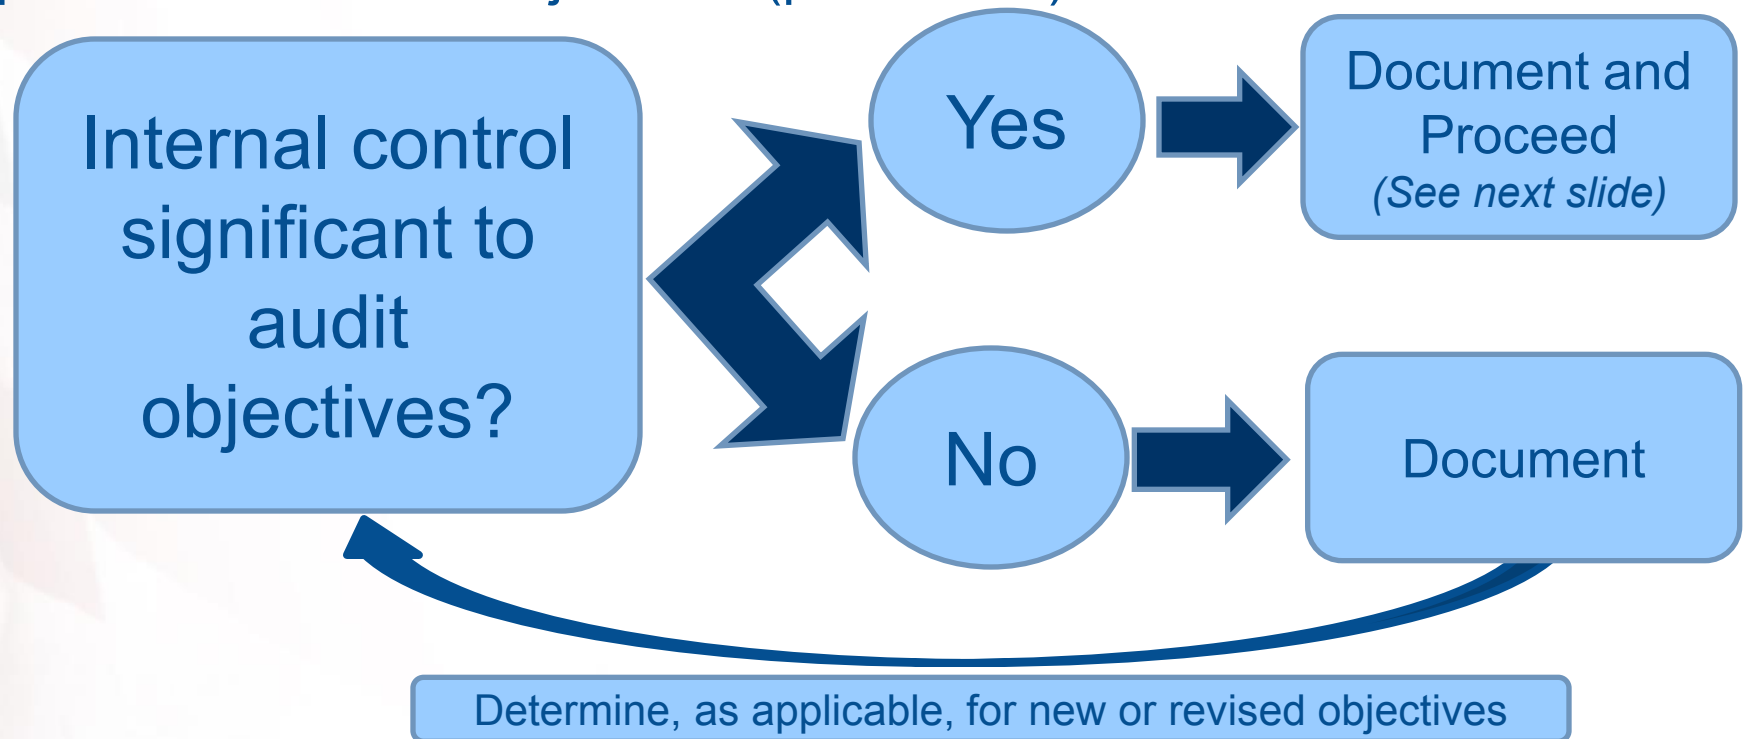 Internal control
significant to
audit
objectives?
Yes
Document and
Proceed
(See next slide)
No
Document
Determine, as applicable, for new or revised objectives